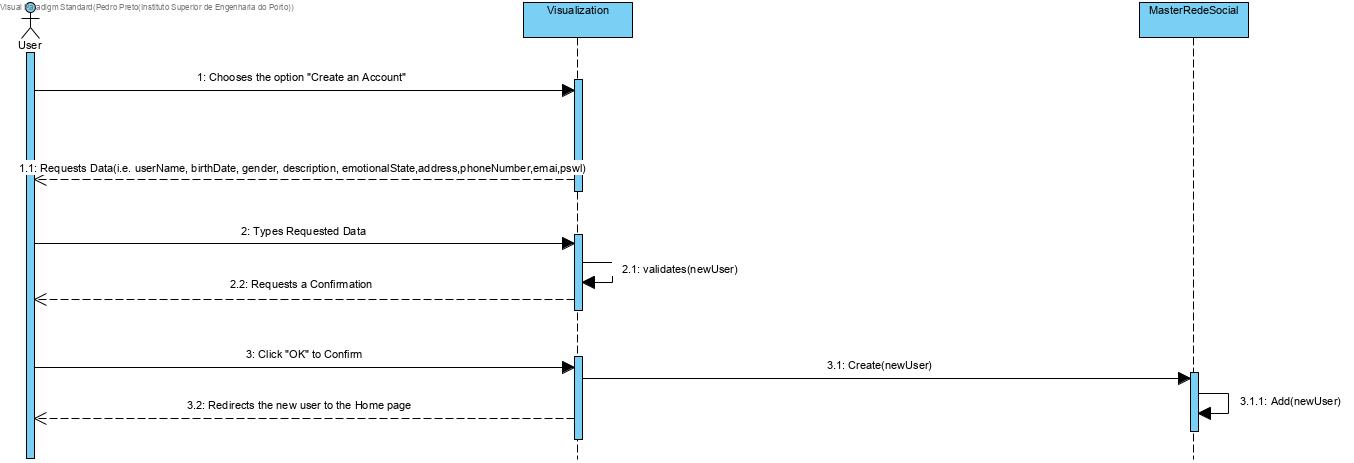 Visual Paradigm Standard(Pedro Preto(Instituto Superior de Engenharia do Porto))
User
Visualization
MasterRedeSocial
1: Chooses the option "Create an Account"
1.1: Requests Data(i.e. userName, birthDate, gender, description, emotionalState,address,phoneNumber,emai,pswl)
2: Types Requested Data
2.1: validates(newUser)
2.2: Requests a Confirmation
3: Click "OK" to Confirm
3.1: Create(newUser)
3.1.1: Add(newUser)
3.2: Redirects the new user to the Home page